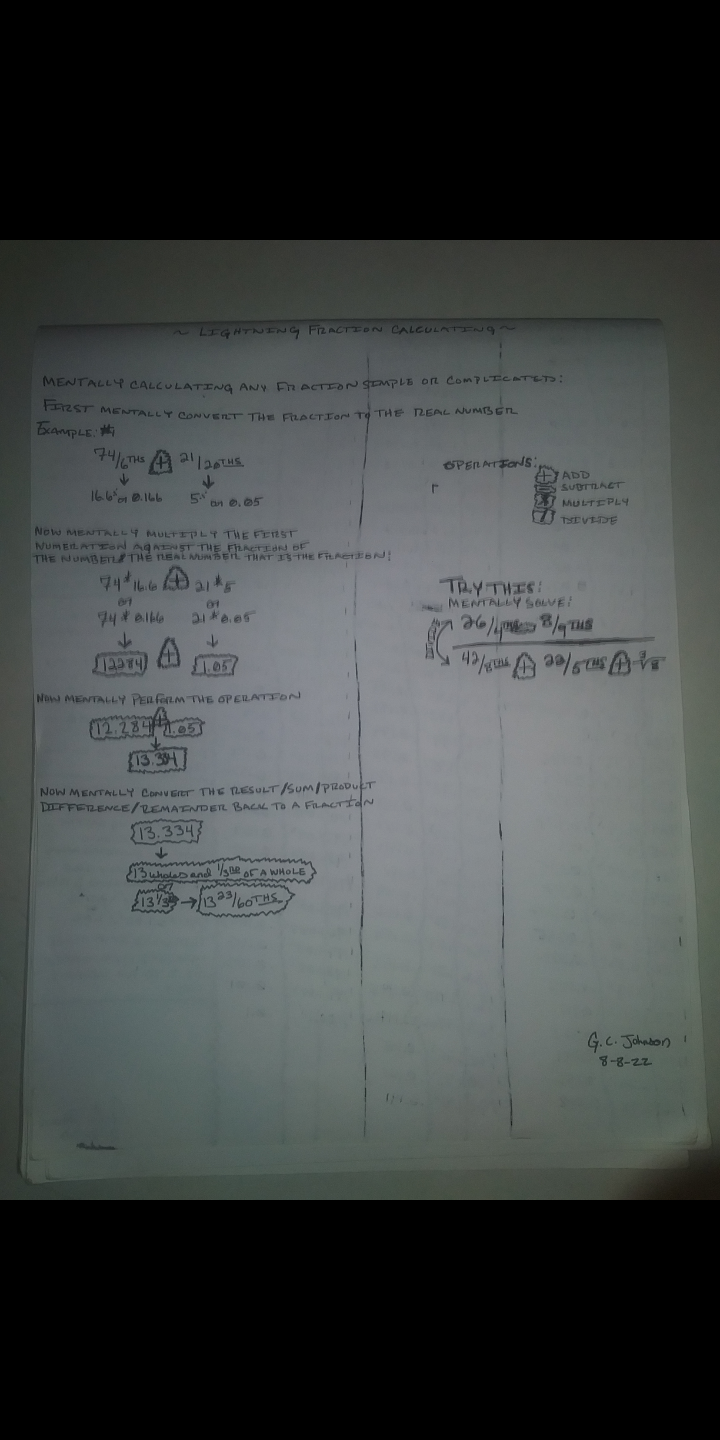 ~ LIGHTNING FRACTION CALCULATING ~
MENTALLY CALCULATING ANY FRACTION SIMPLE OR COMPLICATED:
FIRST MENTALLY CONVERT THE FRACTION TO THE REAL NUMBER
EXAMPLE: #1
74/6THS + 21/20THS
↓ ↓
16.6's or 0.166 5's or 0.05
NOW MENTALLY MULTIPLY THE FIRST
NUMERATION AGAINST THE FRACTION OF
THE NUMBER/THE REAL NUMBER THAT IS THE FRACTION:
74*16.6 + 21*5
or or
74*0.166 21*0.05
↓ ↓
12284 + 1.05
NOW MENTALLY PERFORM THE OPERATION
12.284 + 1.05
↓
13.334
NOW MENTALLY CONVERT THE RESULT/SUM/PRODUCT
DIFFERENCE/REMAINDER BACK TO A FRACTION
13.334
↓
13 wholes and 1/3RD OF A WHOLE
or
13 1/3 → 13 23/60THS
OPERATIONS:
+ ADD
- SUBTRACT
* MULTIPLY
/ DIVIDE
TRY THIS:
MENTALLY SOLVE:
26/4THS - 8/9THS
42/8THS + 22/5THS + ∛8
G.C. Johnson
8-8-22